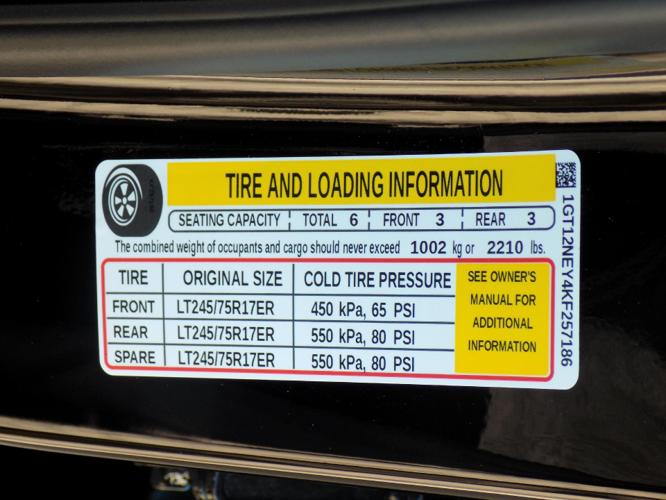 TIRE AND LOADING INFORMATION
SEATING CAPACITY TOTAL 6 FRONT 3 REAR 3
The combined weight of occupants and cargo should never exceed 1002 kg or 2210 lbs.
TIRE ORIGINAL SIZE COLD TIRE PRESSURE
FRONT LT245/75R17ER 450 kPa, 65 PSI
REAR LT245/75R17ER 550 kPa, 80 PSI
SPARE LT245/75R17ER 550 kPa, 80 PSI
SEE OWNER'S
MANUAL FOR
ADDITIONAL
INFORMATION
1GT12NEY4KF257186